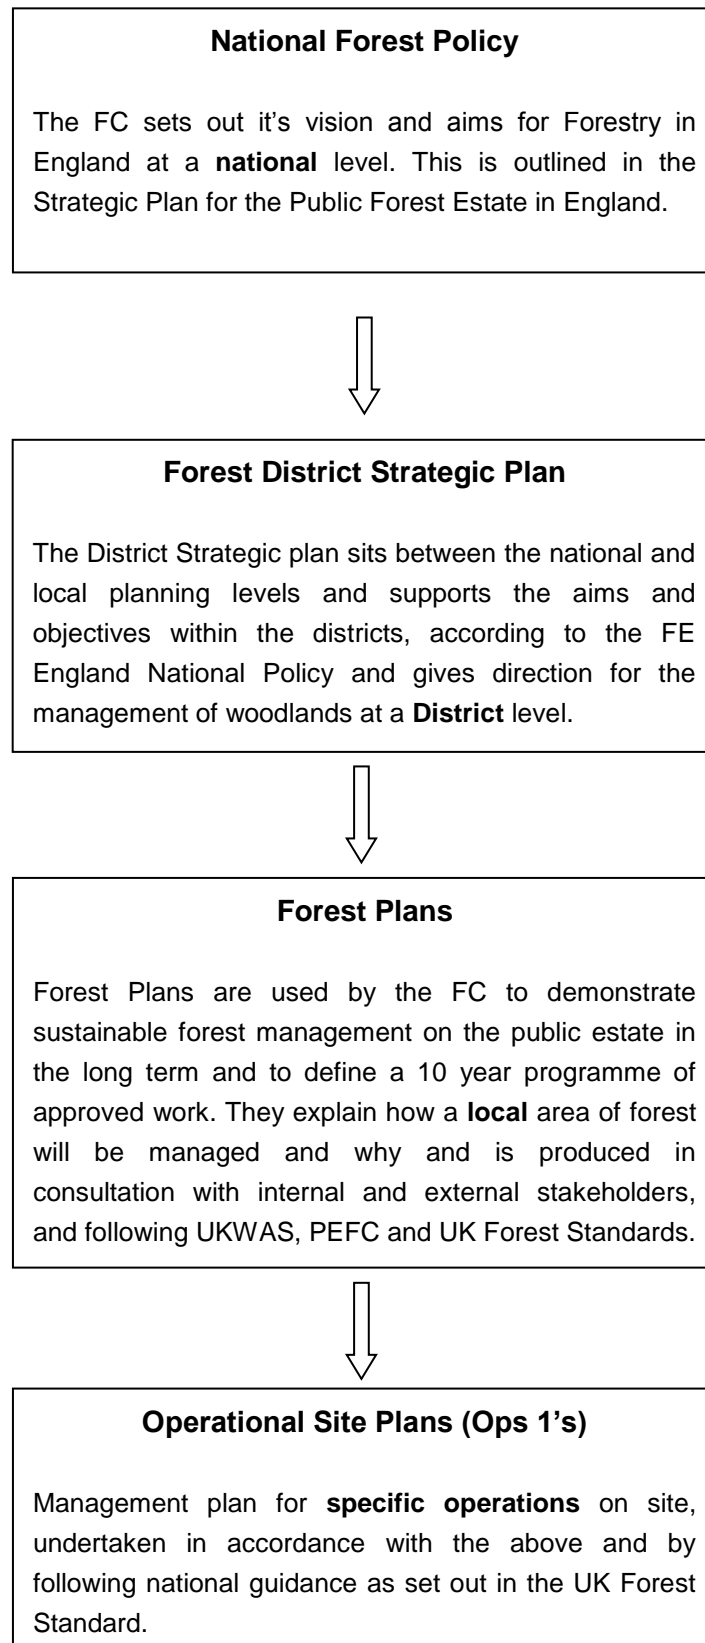 National Forest Policy
The FC sets out it's vision and aims for Forestry in
England at a national level. This is outlined in the
Strategic Plan for the Public Forest Estate in England.
Forest District Strategic Plan
The District Strategic plan sits between the national and
local planning levels and supports the aims and
objectives within the districts, according to the FE
England National Policy and gives direction for the
management of woodlands at a District level.
Forest Plans
Forest Plans are used by the FC to demonstrate
sustainable forest management on the public estate in
the long term and to define a 10 year programme of
approved work. They explain how a local area of forest
will be managed and why and is produced in
consultation with internal and external stakeholders,
and following UKWAS, PEFC and UK Forest Standards.
Operational Site Plans (Ops 1's)
Management plan for specific operations on site,
undertaken in accordance with the above and by
following national guidance as set out in the UK Forest
Standard.